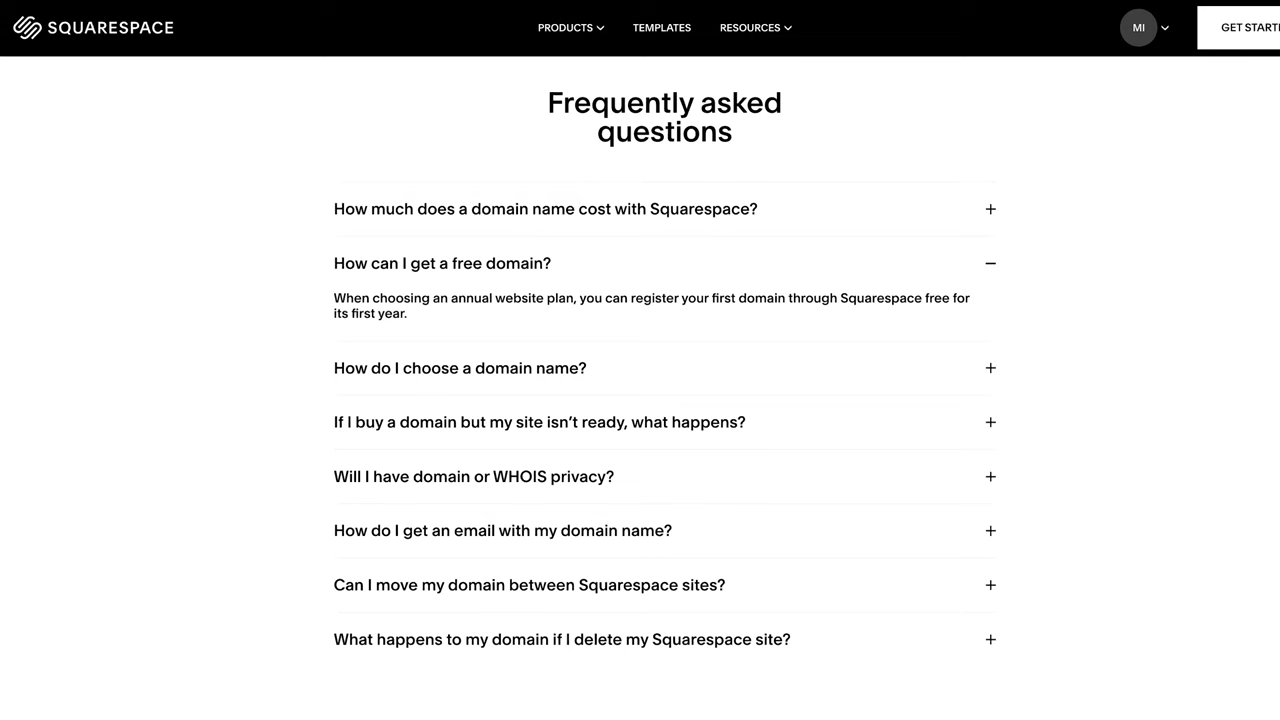 SQUARESPACE
PRODUCTS
TEMPLATES
RESOURCES
MI
GET STARTI
Frequently asked
questions
How much does a domain name cost with Squarespace?
How can I get a free domain?
When choosing an annual website plan, you can register your first domain through Squarespace free for
its first year.
How do I choose a domain name?
If I buy a domain but my site isn’t ready, what happens?
Will I have domain or WHOIS privacy?
How do I get an email with my domain name?
Can I move my domain between Squarespace sites?
What happens to my domain if I delete my Squarespace site?